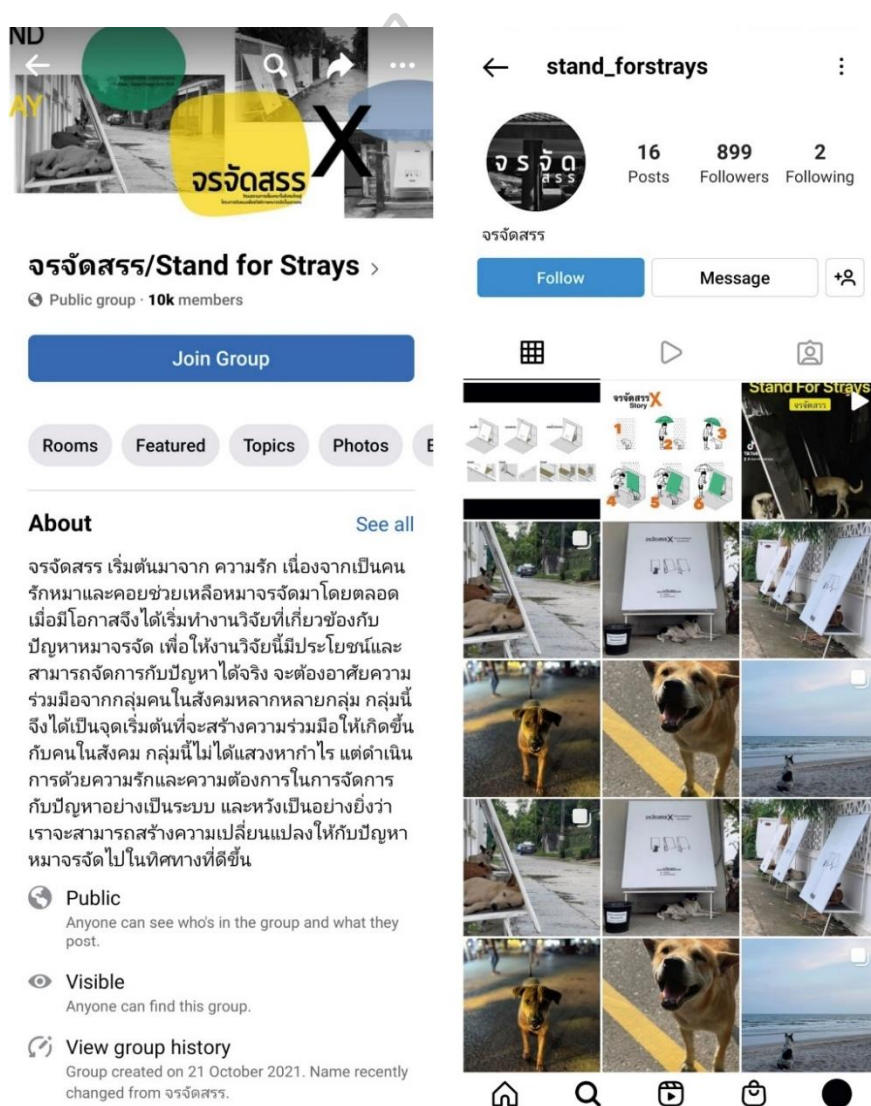 ND
AY
จรจัดสรร X
จรจัดสรร/Stand for Strays
Public group · 10k members
Join Group
Rooms
Featured
Topics
Photos
E
About
See all
จรจัดสรร เริ่มต้นมาจาก ความรัก เนื่องจากเป็นคน
รักหมาและคอยช่วยเหลือหมาจรจัดมาโดยตลอด
เมื่อมีโอกาสจึงได้เริ่มทำงานวิจัยที่เกี่ยวข้องกับ
ปัญหาหมาจรจัด เพื่อให้งานวิจัยนี้มีประโยชน์และ
สามารถจัดการกับปัญหาได้จริง จะต้องอาศัยความ
ร่วมมือจากกลุ่มคนในสังคมหลากหลายกลุ่ม กลุ่มนี้
จึงได้เป็นจุดเริ่มต้นที่จะสร้างความร่วมมือให้เกิดขึ้น
กับคนในสังคม กลุ่มนี้ไม่ได้แสวงหากำไร แต่ดำเนิน
การด้วยความรักและความต้องการในการจัดการ
กับปัญหาอย่างเป็นระบบ และหวังเป็นอย่างยิ่งว่า
เราจะสามารถสร้างความเปลี่ยนแปลงให้กับปัญหา
หมาจรจัดไปในทิศทางที่ดีขึ้น
Public
Anyone can see who's in the group and what they
post.
Visible
Anyone can find this group.
View group history
Group created on 21 October 2021. Name recently
changed from จรจัดสรร.
stand_forstrays
จรจัด
สรร
16 899 2
Posts Followers Following
จรจัดสรร
Follow
Message
จรจัดสรร X
Story
1 2 3
4 5 6
Stand For Strays
จรจัดสรร
TikTok
จรจัดสรร X
จรจัดสรร X